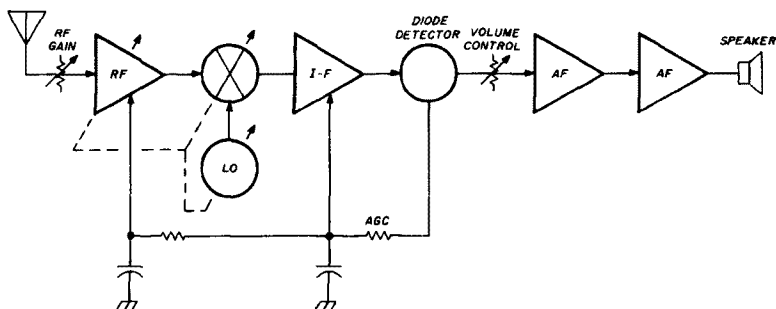 RF
GAIN
RF
I-F
DIODE
DETECTOR
VOLUME
CONTROL
AF
AF
SPEAKER
LO
AGC